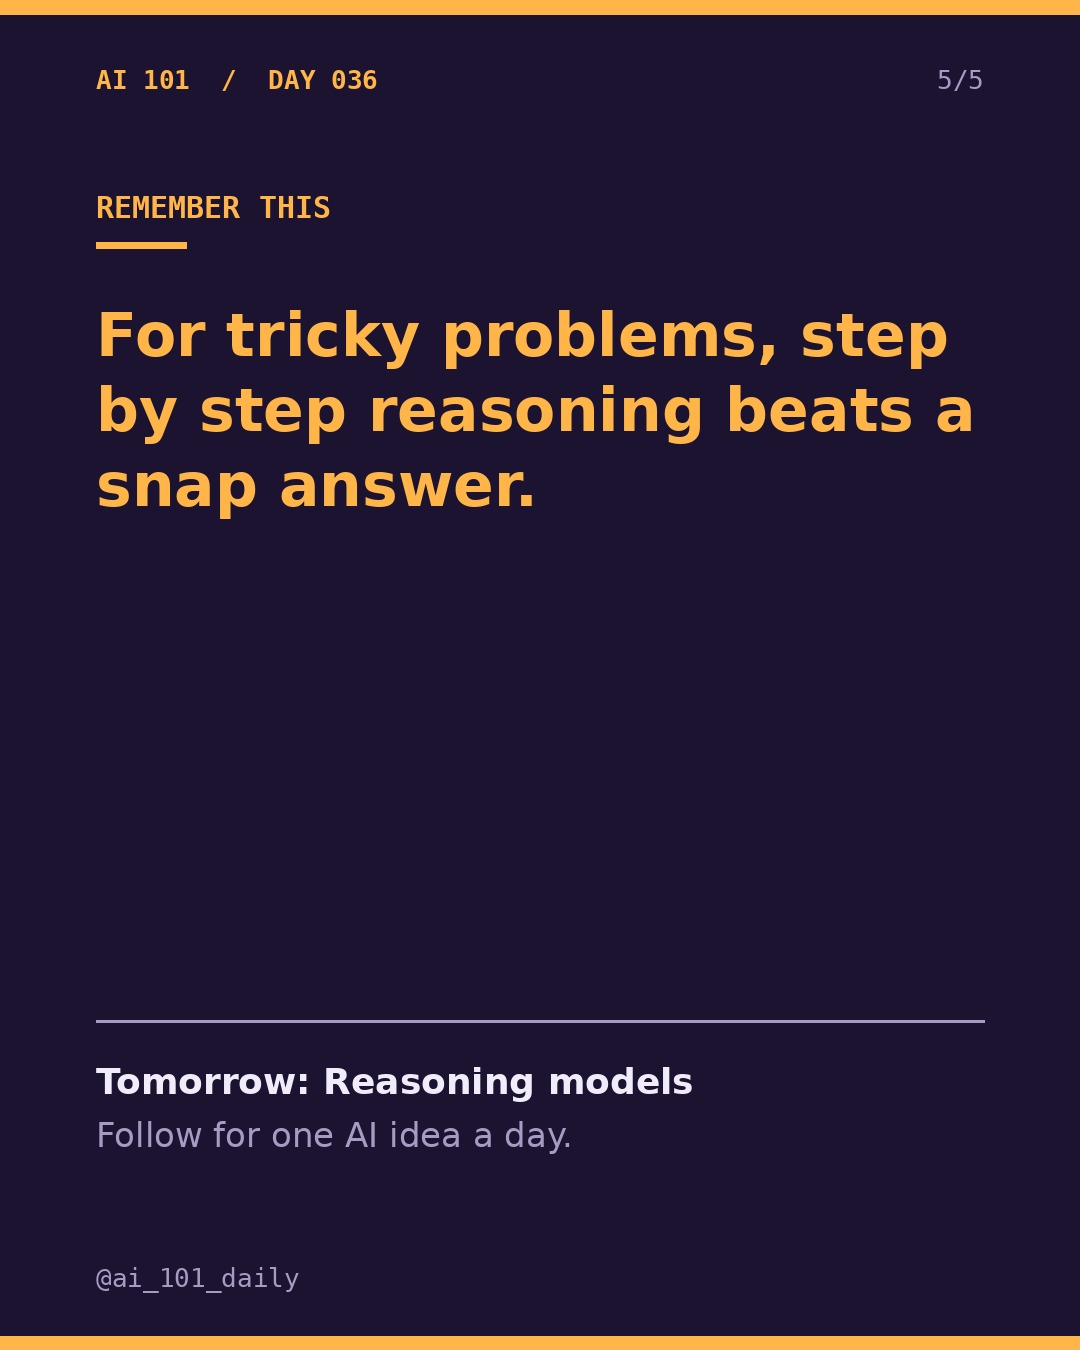 AI 101 / DAY 036
5/5
REMEMBER THIS
For tricky problems, step
by step reasoning beats a
snap answer.
Tomorrow: Reasoning models
Follow for one AI idea a day.
@ai_101_daily